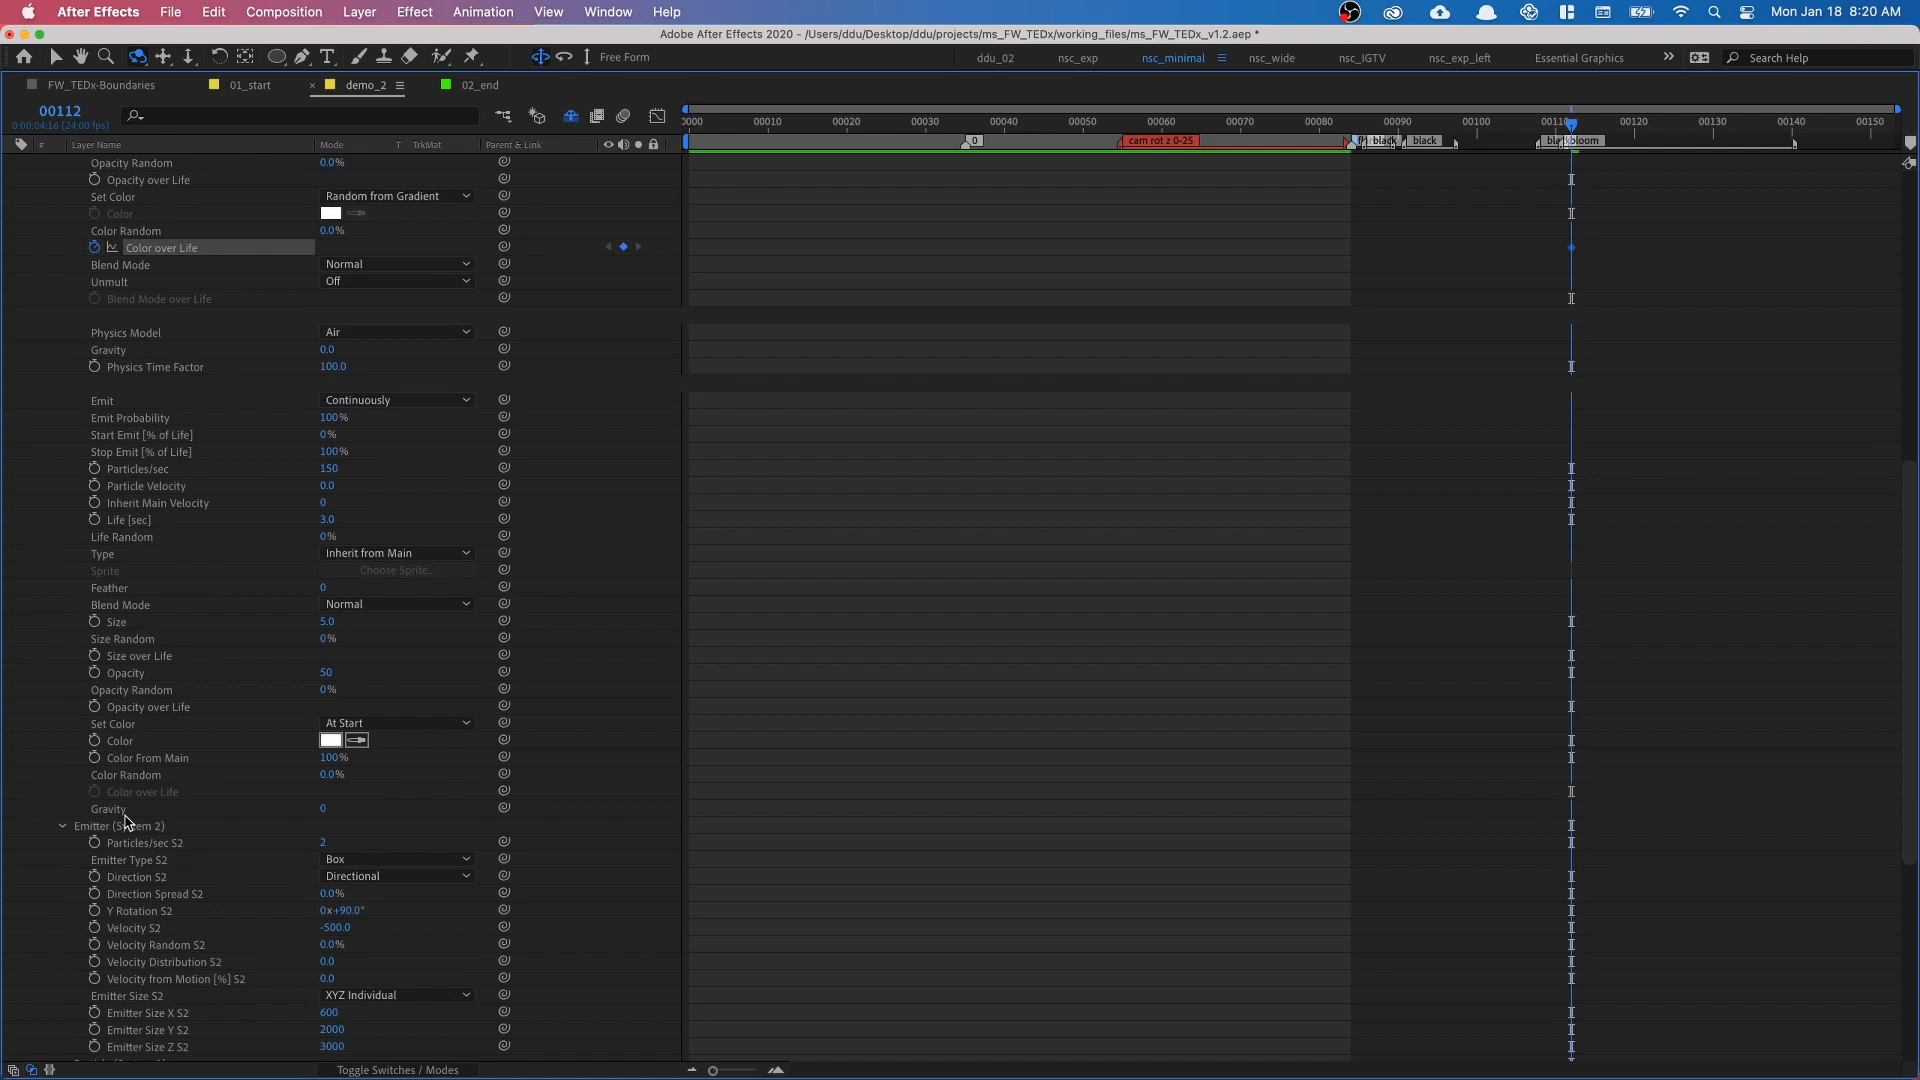 After Effects File Edit Composition Layer Effect Animation View Window Help Mon Jan 18 8:20 AM
Adobe After Effects 2020 - /Users/ddu/Desktop/ddu/projects/ms_FW_TEDx/working_files/ms_FW_TEDx_v1.2.aep *
Free Form ddu_02 nsc_exp nsc_minimal nsc_wide nsc_IGTV nsc_exp_left Essential Graphics Search Help
FW_TEDx-Boundaries 01_start demo_2 02_end
00112
0:00:04:16 (24:00 fps)
0000 00010 00020 00030 00040 00050 00060 00070 00080 00090 00100 00110 00120 00130 00140 00150
# Layer Name Mode T TrkMat Parent & Link
0 cam rot z 0-25 black black bloom
Opacity Random 0.0%
Opacity over Life
Set Color Random from Gradient
Color
Color Random 0.0%
Color over Life
Blend Mode Normal
Unmult Off
Blend Mode over Life
Physics Model Air
Gravity 0.0
Physics Time Factor 100.0
Emit Continuously
Emit Probability 100%
Start Emit [% of Life] 0%
Stop Emit [% of Life] 100%
Particles/sec 150
Particle Velocity 0.0
Inherit Main Velocity 0
Life [sec] 3.0
Life Random 0%
Type Inherit from Main
Sprite Choose Sprite...
Feather 0
Blend Mode Normal
Size 5.0
Size Random 0%
Size over Life
Opacity 50
Opacity Random 0%
Opacity over Life
Set Color At Start
Color
Color From Main 100%
Color Random 0.0%
Color over Life
Gravity 0
Emitter (System 2)
Particles/sec S2 2
Emitter Type S2 Box
Direction S2 Directional
Direction Spread S2 0.0%
Y Rotation S2 0x+90.0°
Velocity S2 -500.0
Velocity Random S2 0.0%
Velocity Distribution S2 0.0
Velocity from Motion [%] S2 0.0
Emitter Size S2 XYZ Individual
Emitter Size X S2 600
Emitter Size Y S2 2000
Emitter Size Z S2 3000
Toggle Switches / Modes